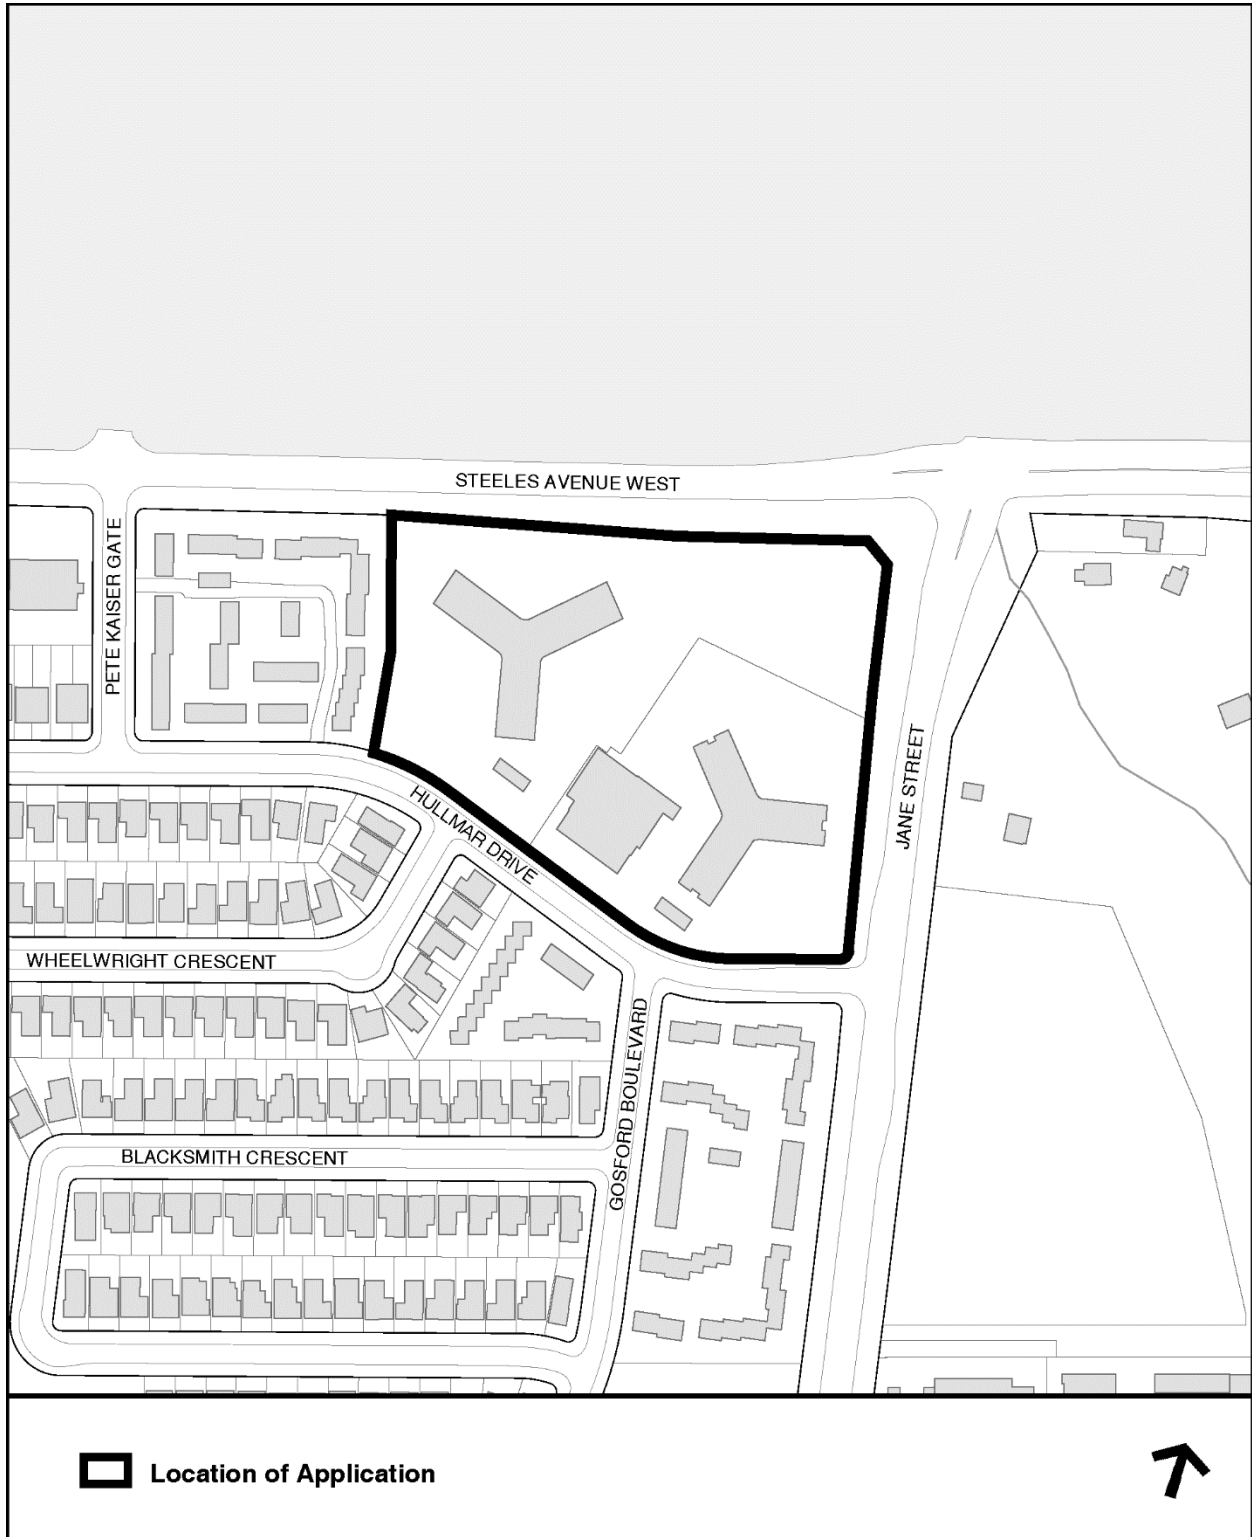 STEELES AVENUE WEST
PETE KAISER GATE
JANE STREET
HULLMAR DRIVE
WHEELWRIGHT CRESCENT
GOSFORD BOULEVARD
BLACKSMITH CRESCENT
Location of Application